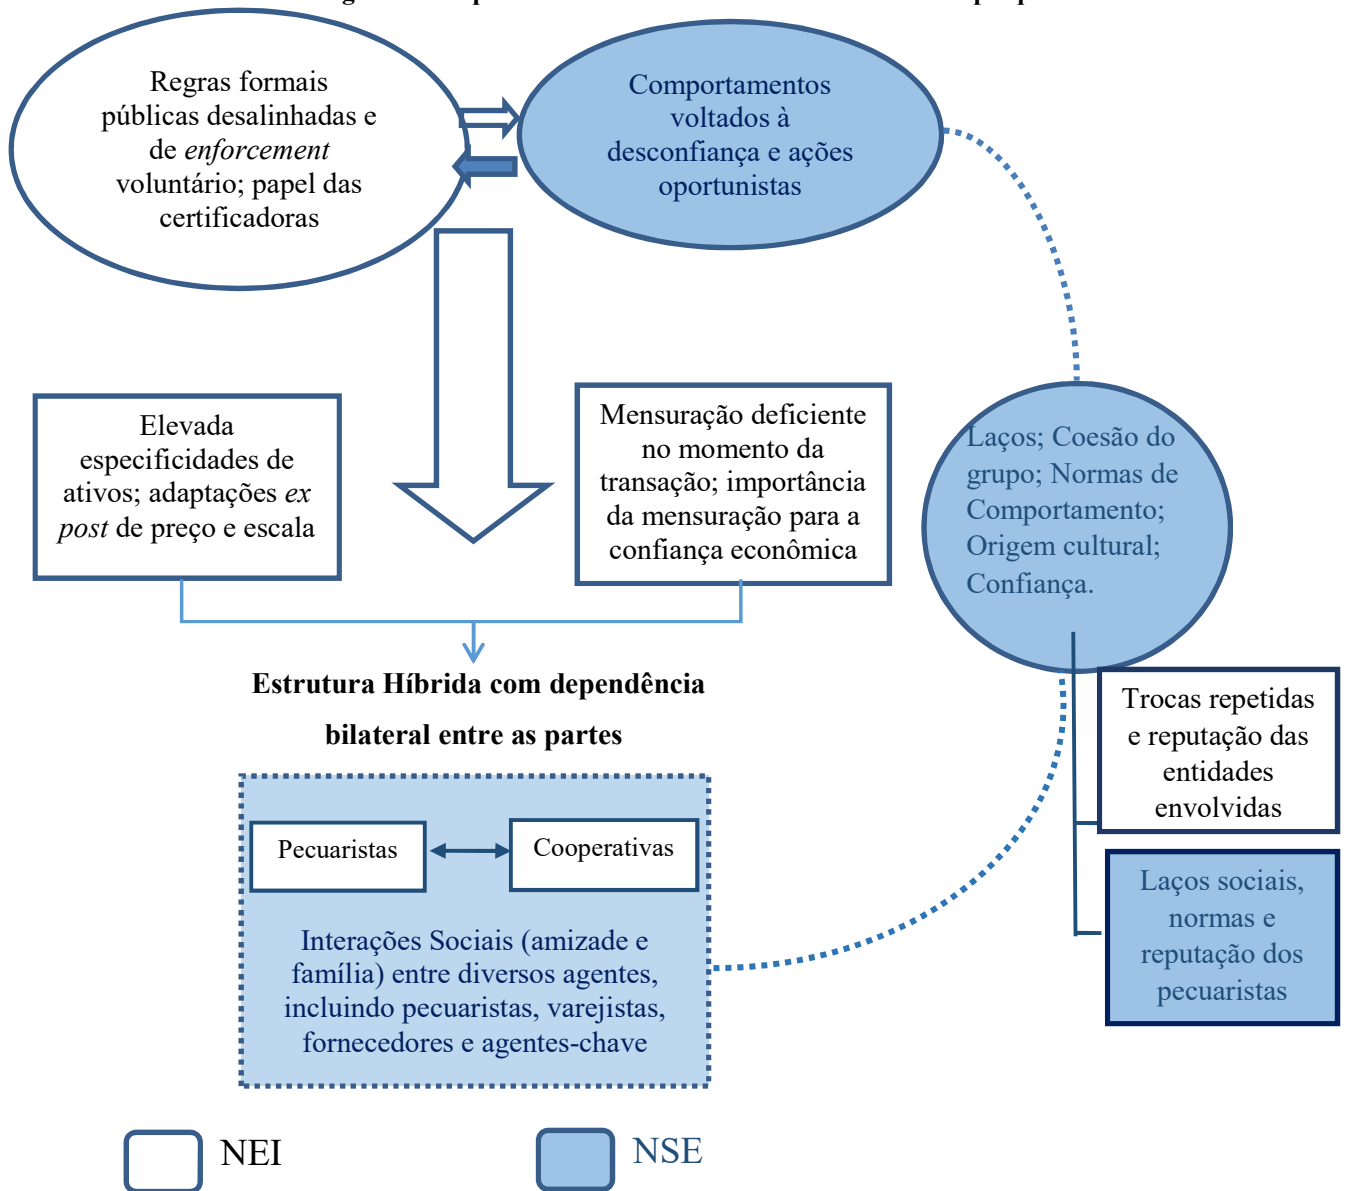 Regras formais
públicas desalinhadas e
de enforcement
voluntário; papel das
certificadoras
Comportamentos
voltados à
desconfiança e ações
oportunistas
Elevada
especificidades de
ativos; adaptações ex
post de preço e escala
Mensuração deficiente
no momento da
transação; importância
da mensuração para a
confiança econômica
Laços; Coesão do
grupo; Normas de
Comportamento;
Origem cultural;
Confiança.
Estrutura Híbrida com dependência
bilateral entre as partes
Trocas repetidas
e reputação das
entidades
envolvidas
Pecuaristas
Cooperativas
Interações Sociais (amizade e
família) entre diversos agentes,
incluindo pecuaristas, varejistas,
fornecedores e agentes-chave
Laços sociais,
normas e
reputação dos
pecuaristas
NEI
NSE